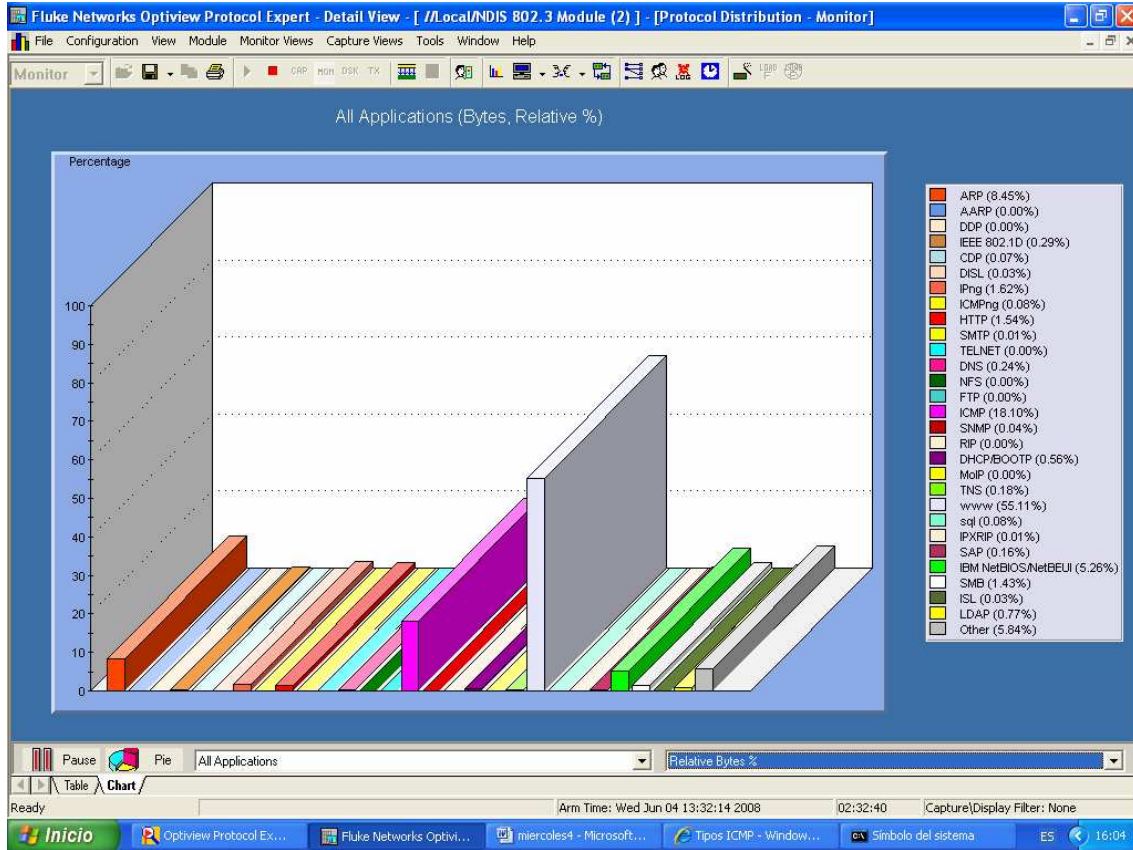 Fluke Networks Optiview Protocol Expert - Detail View - [ //Local/NDIS 802.3 Module (2) ] - [Protocol Distribution - Monitor]
File Configuration View Module Monitor Views Capture Views Tools Window Help
Monitor CAP MON DSK TX LOAD
All Applications (Bytes, Relative %)
Percentage
100
90
80
70
60
50
40
30
20
10
0
ARP (8.45%)
AARP (0.00%)
DDP (0.00%)
IEEE 802.1D (0.29%)
CDP (0.07%)
DISL (0.03%)
IPng (1.62%)
ICMPng (0.08%)
HTTP (1.54%)
SMTP (0.01%)
TELNET (0.00%)
DNS (0.24%)
NFS (0.00%)
FTP (0.00%)
ICMP (18.10%)
SNMP (0.04%)
RIP (0.00%)
DHCP/BOOTP (0.56%)
MoIP (0.00%)
TNS (0.18%)
www (55.11%)
sql (0.08%)
IPXRIP (0.01%)
SAP (0.16%)
IBM NetBIOS/NetBEUI (5.26%)
SMB (1.43%)
ISL (0.03%)
LDAP (0.77%)
Other (5.84%)
Pause Pie All Applications Relative Bytes %
Table Chart
Ready Arm Time: Wed Jun 04 13:32:14 2008 02:32:40 Capture\Display Filter: None
Inicio Optiview Protocol Ex... Fluke Networks Optivi... miercoles4 - Microsoft... Tipos ICMP - Window... Símbolo del sistema ES 16:04